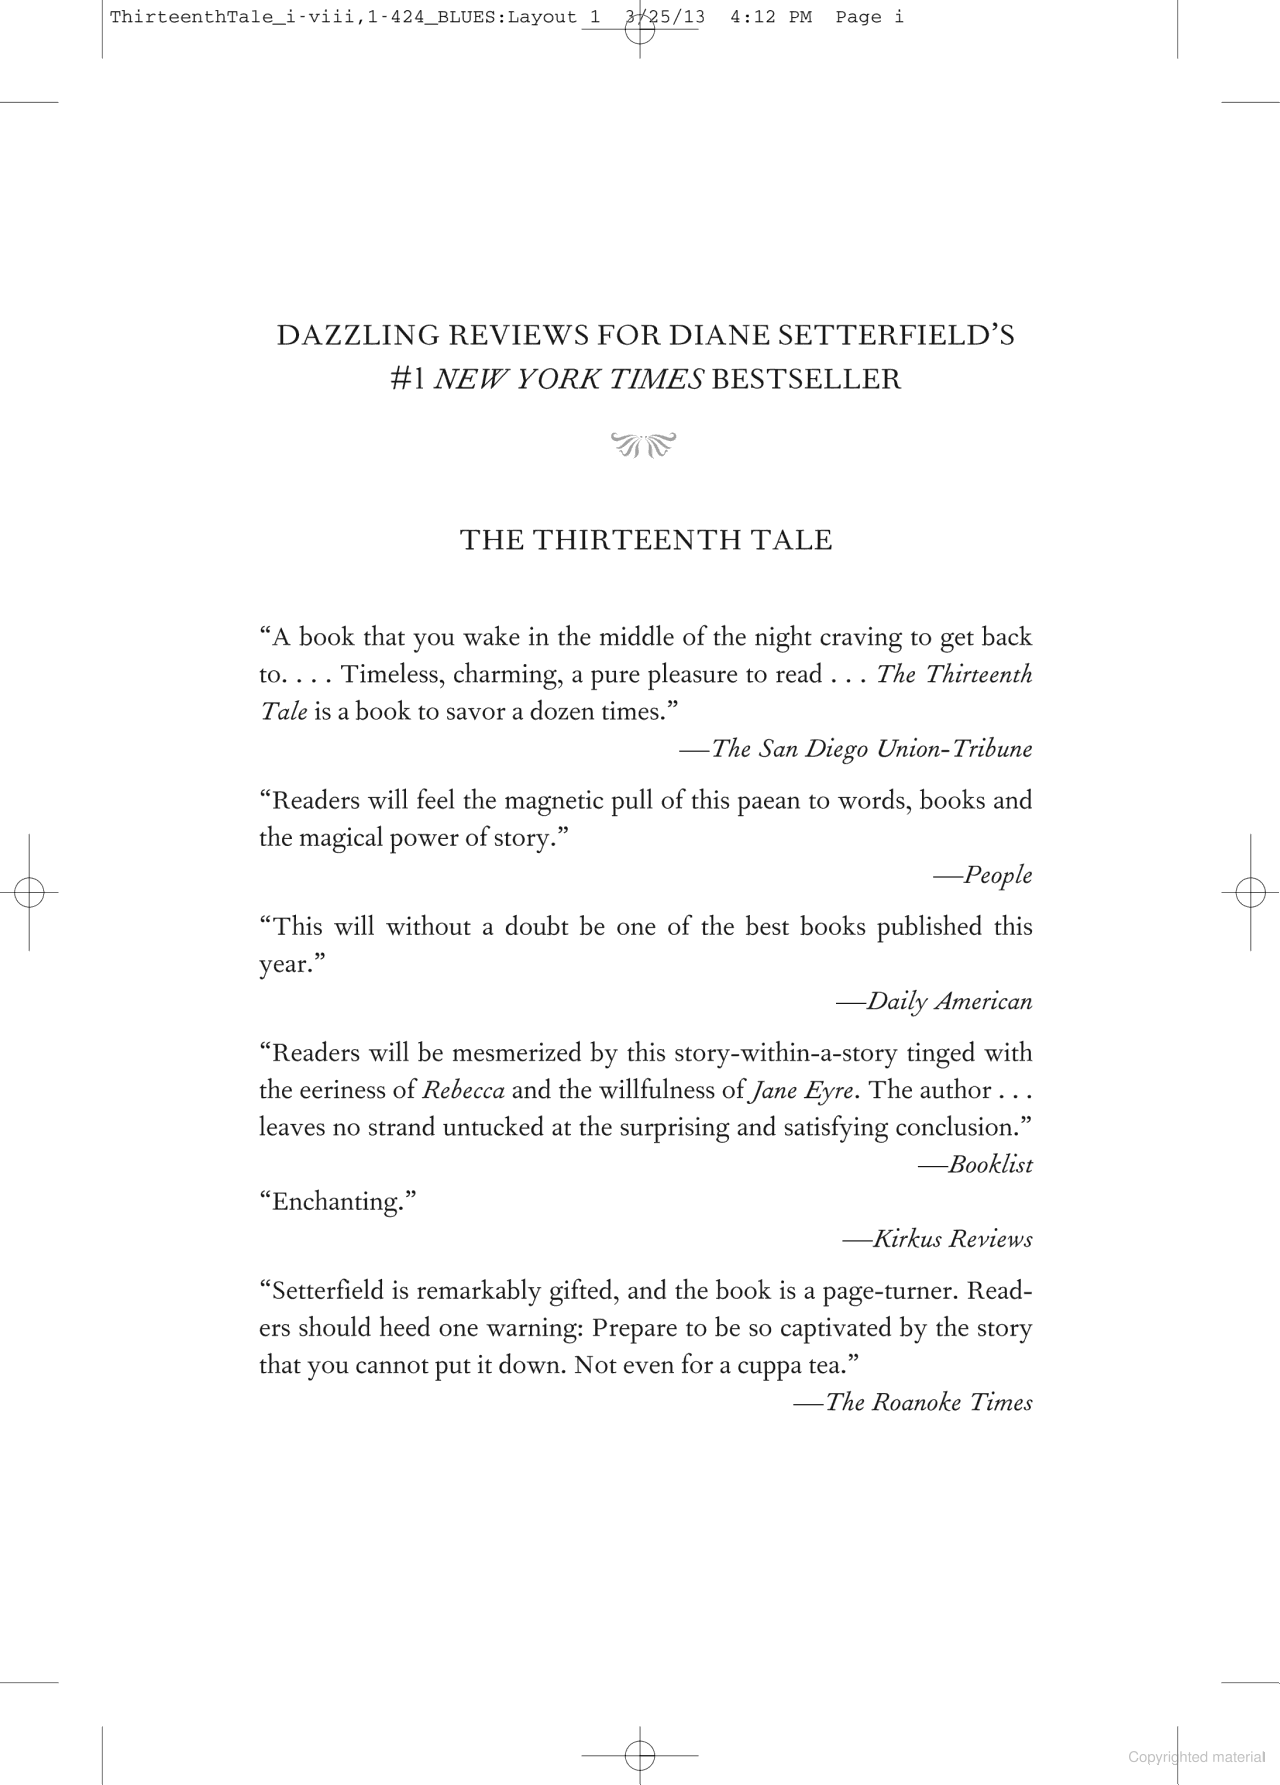 ThirteenthTale_i-viii,1-424_BLUES:Layout 1 3/25/13 4:12 PM Page i
DAZZLING REVIEWS FOR DIANE SETTERFIELD’S
#1 NEW YORK TIMES BESTSELLER
THE THIRTEENTH TALE
“A book that you wake in the middle of the night craving to get back
to. . . . Timeless, charming, a pure pleasure to read . . . The Thirteenth
Tale is a book to savor a dozen times.”
—The San Diego Union-Tribune
“Readers will feel the magnetic pull of this paean to words, books and
the magical power of story.”
—People
“This will without a doubt be one of the best books published this
year.”
—Daily American
“Readers will be mesmerized by this story-within-a-story tinged with
the eeriness of Rebecca and the willfulness of Jane Eyre. The author . . .
leaves no strand untucked at the surprising and satisfying conclusion.”
—Booklist
“Enchanting.”
—Kirkus Reviews
“Setterfield is remarkably gifted, and the book is a page-turner. Read-
ers should heed one warning: Prepare to be so captivated by the story
that you cannot put it down. Not even for a cuppa tea.”
—The Roanoke Times
Copyrighted material